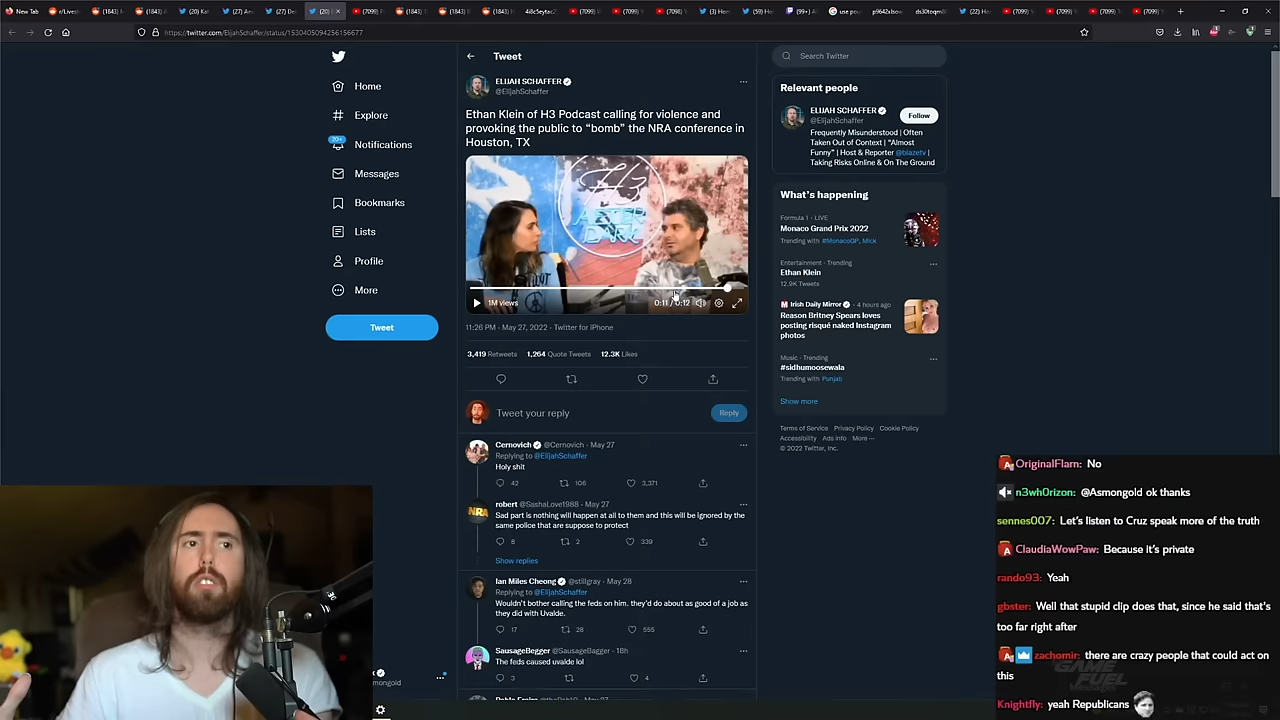 New Tab
(7099)
https://twitter.com/ElijahSchaffer/status/1530405094256156677
Home
Explore
20+
Notifications
Messages
Bookmarks
Lists
Profile
More
Tweet
Tweet
ELIJAH SCHAFFER
@ElijahSchaffer
Ethan Klein of H3 Podcast calling for violence and
provoking the public to “bomb” the NRA conference in
Houston, TX
H3
AFTER
DARK
1M views
0:11 / 0:12
11:26 PM · May 27, 2022 · Twitter for iPhone
3,419 Retweets 1,264 Quote Tweets 12.3K Likes
Tweet your reply
Reply
Cernovich @Cernovich · May 27
Replying to @ElijahSchaffer
Holy shit
42 106 3,371
robert @SashaLove1988 · May 27
Sad part is nothing will happen at all to them and this will be ignored by the
same police that are suppose to protect
8 2 339
Show replies
Ian Miles Cheong @stillgray · May 28
Replying to @ElijahSchaffer
Wouldn't bother calling the feds on him. they'd do about as good of a job as
they did with Uvalde.
17 28 555
SausageBegger @SausageBagger · 18h
The feds caused uvalde lol
3 4
Search Twitter
Relevant people
ELIJAH SCHAFFER
@ElijahSchaffer
Follow
Frequently Misunderstood | Often
Taken Out of Context | “Almost
Funny” | Host & Reporter @blazetv |
Taking Risks Online & On The Ground
What's happening
Formula 1 · LIVE
Monaco Grand Prix 2022
Trending with #MonacoGP, Mick
Entertainment · Trending
Ethan Klein
12.9K Tweets
Irish Daily Mirror · 4 hours ago
Reason Britney Spears loves
posting risqué naked Instagram
photos
Music · Trending
#sidhumoosewala
Trending with Punjab
Show more
Terms of Service Privacy Policy Cookie Policy
Accessibility Ads info More ···
© 2022 Twitter, Inc.
mongold
OriginalFlarn: No
n3wh0rizon: @Asmongold ok thanks
sennes007: Let's listen to Cruz speak more of the truth
ClaudiaWowPaw: Because it's private
rando93: Yeah
gbster: Well that stupid clip does that, since he said that's
too far right after
zachomir: there are crazy people that could act on
this
GAME
FUEL
Knightfly: yeah Republicans